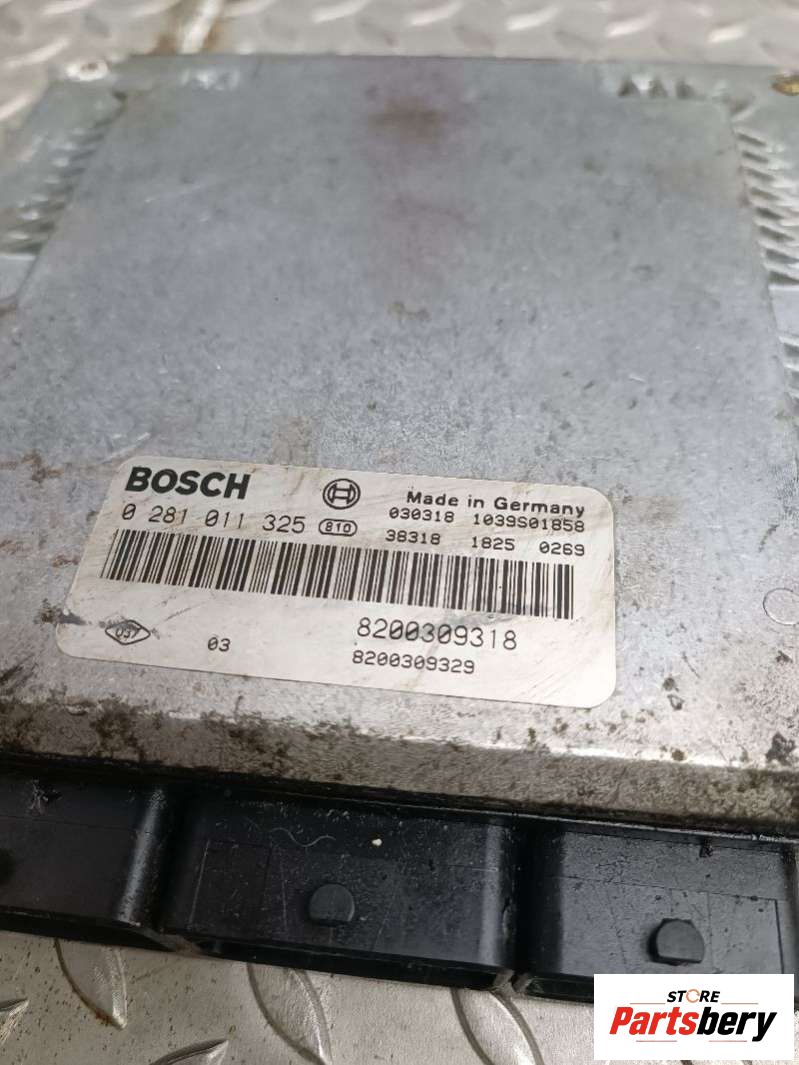 BOSCH
Made in Germany
0 281 011 325 810
030318 1039S01858
38318 1825 0269
037
03
8200309318
8200309329
STORE
Partsbery